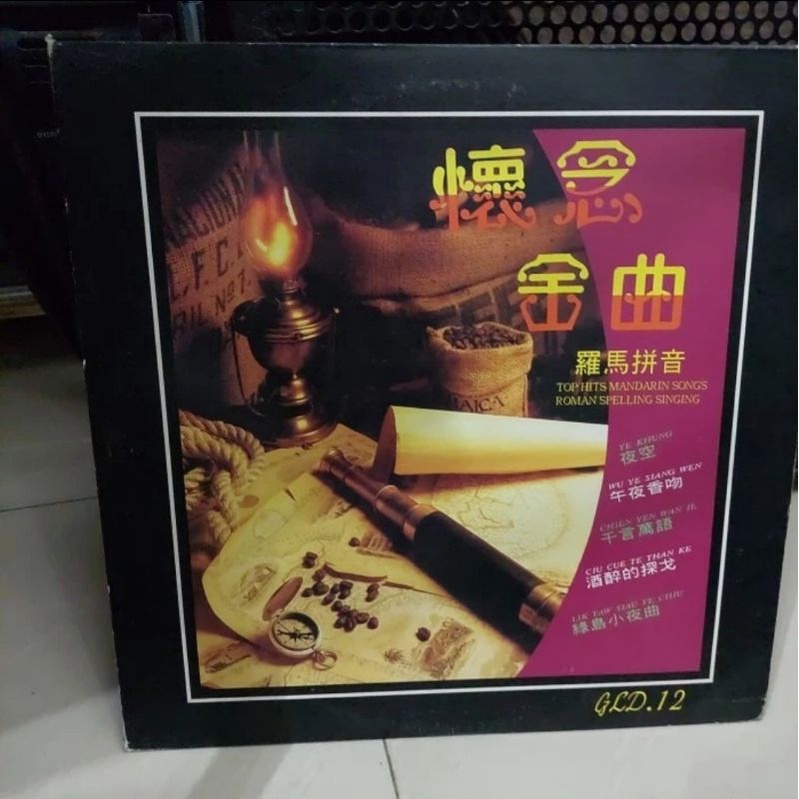 懷念
金曲
羅馬拼音
TOP HITS MANDARIN SONGS
ROMAN SPELLING SINGING
YE KHUNG
夜空
WU YE SIANG WEN
午夜香吻
CHIEN YEN WAN IE
千言萬語
CIU CUE TE THAN KE
酒醉的探戈
LIK TAW SIAU YE CHIU
綠島小夜曲
GLD.12